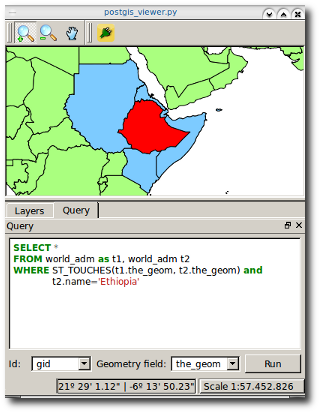 postgis_viewer.py
Layers Query
Query
SELECT *
FROM world_adm as t1, world_adm t2
WHERE ST_TOUCHES(t1.the_geom, t2.the_geom) and
t2.name='Ethiopia'
Id: gid Geometry field: the_geom Run
21º 29' 1.12" | -6º 13' 50.23" Scale 1:57.452.826